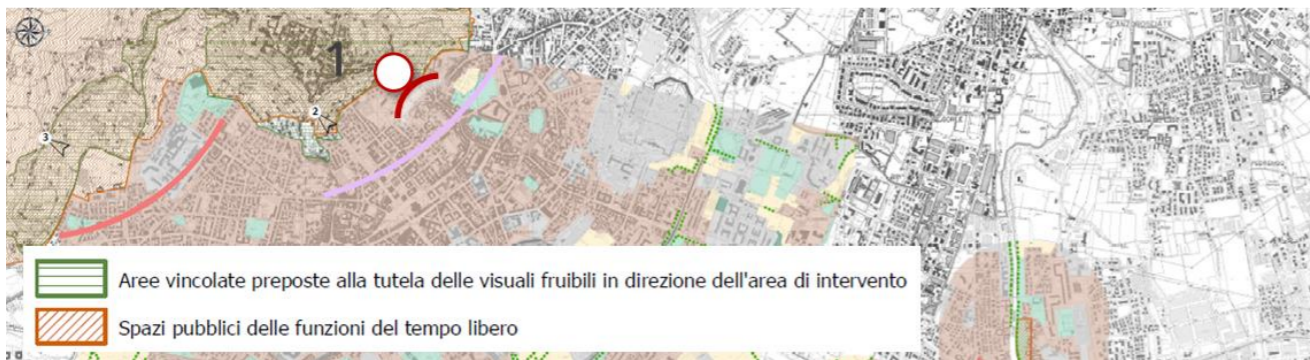 1
2
3
Aree vincolate preposte alla tutela delle visuali fruibili in direzione dell'area di intervento
Spazi pubblici delle funzioni del tempo libero